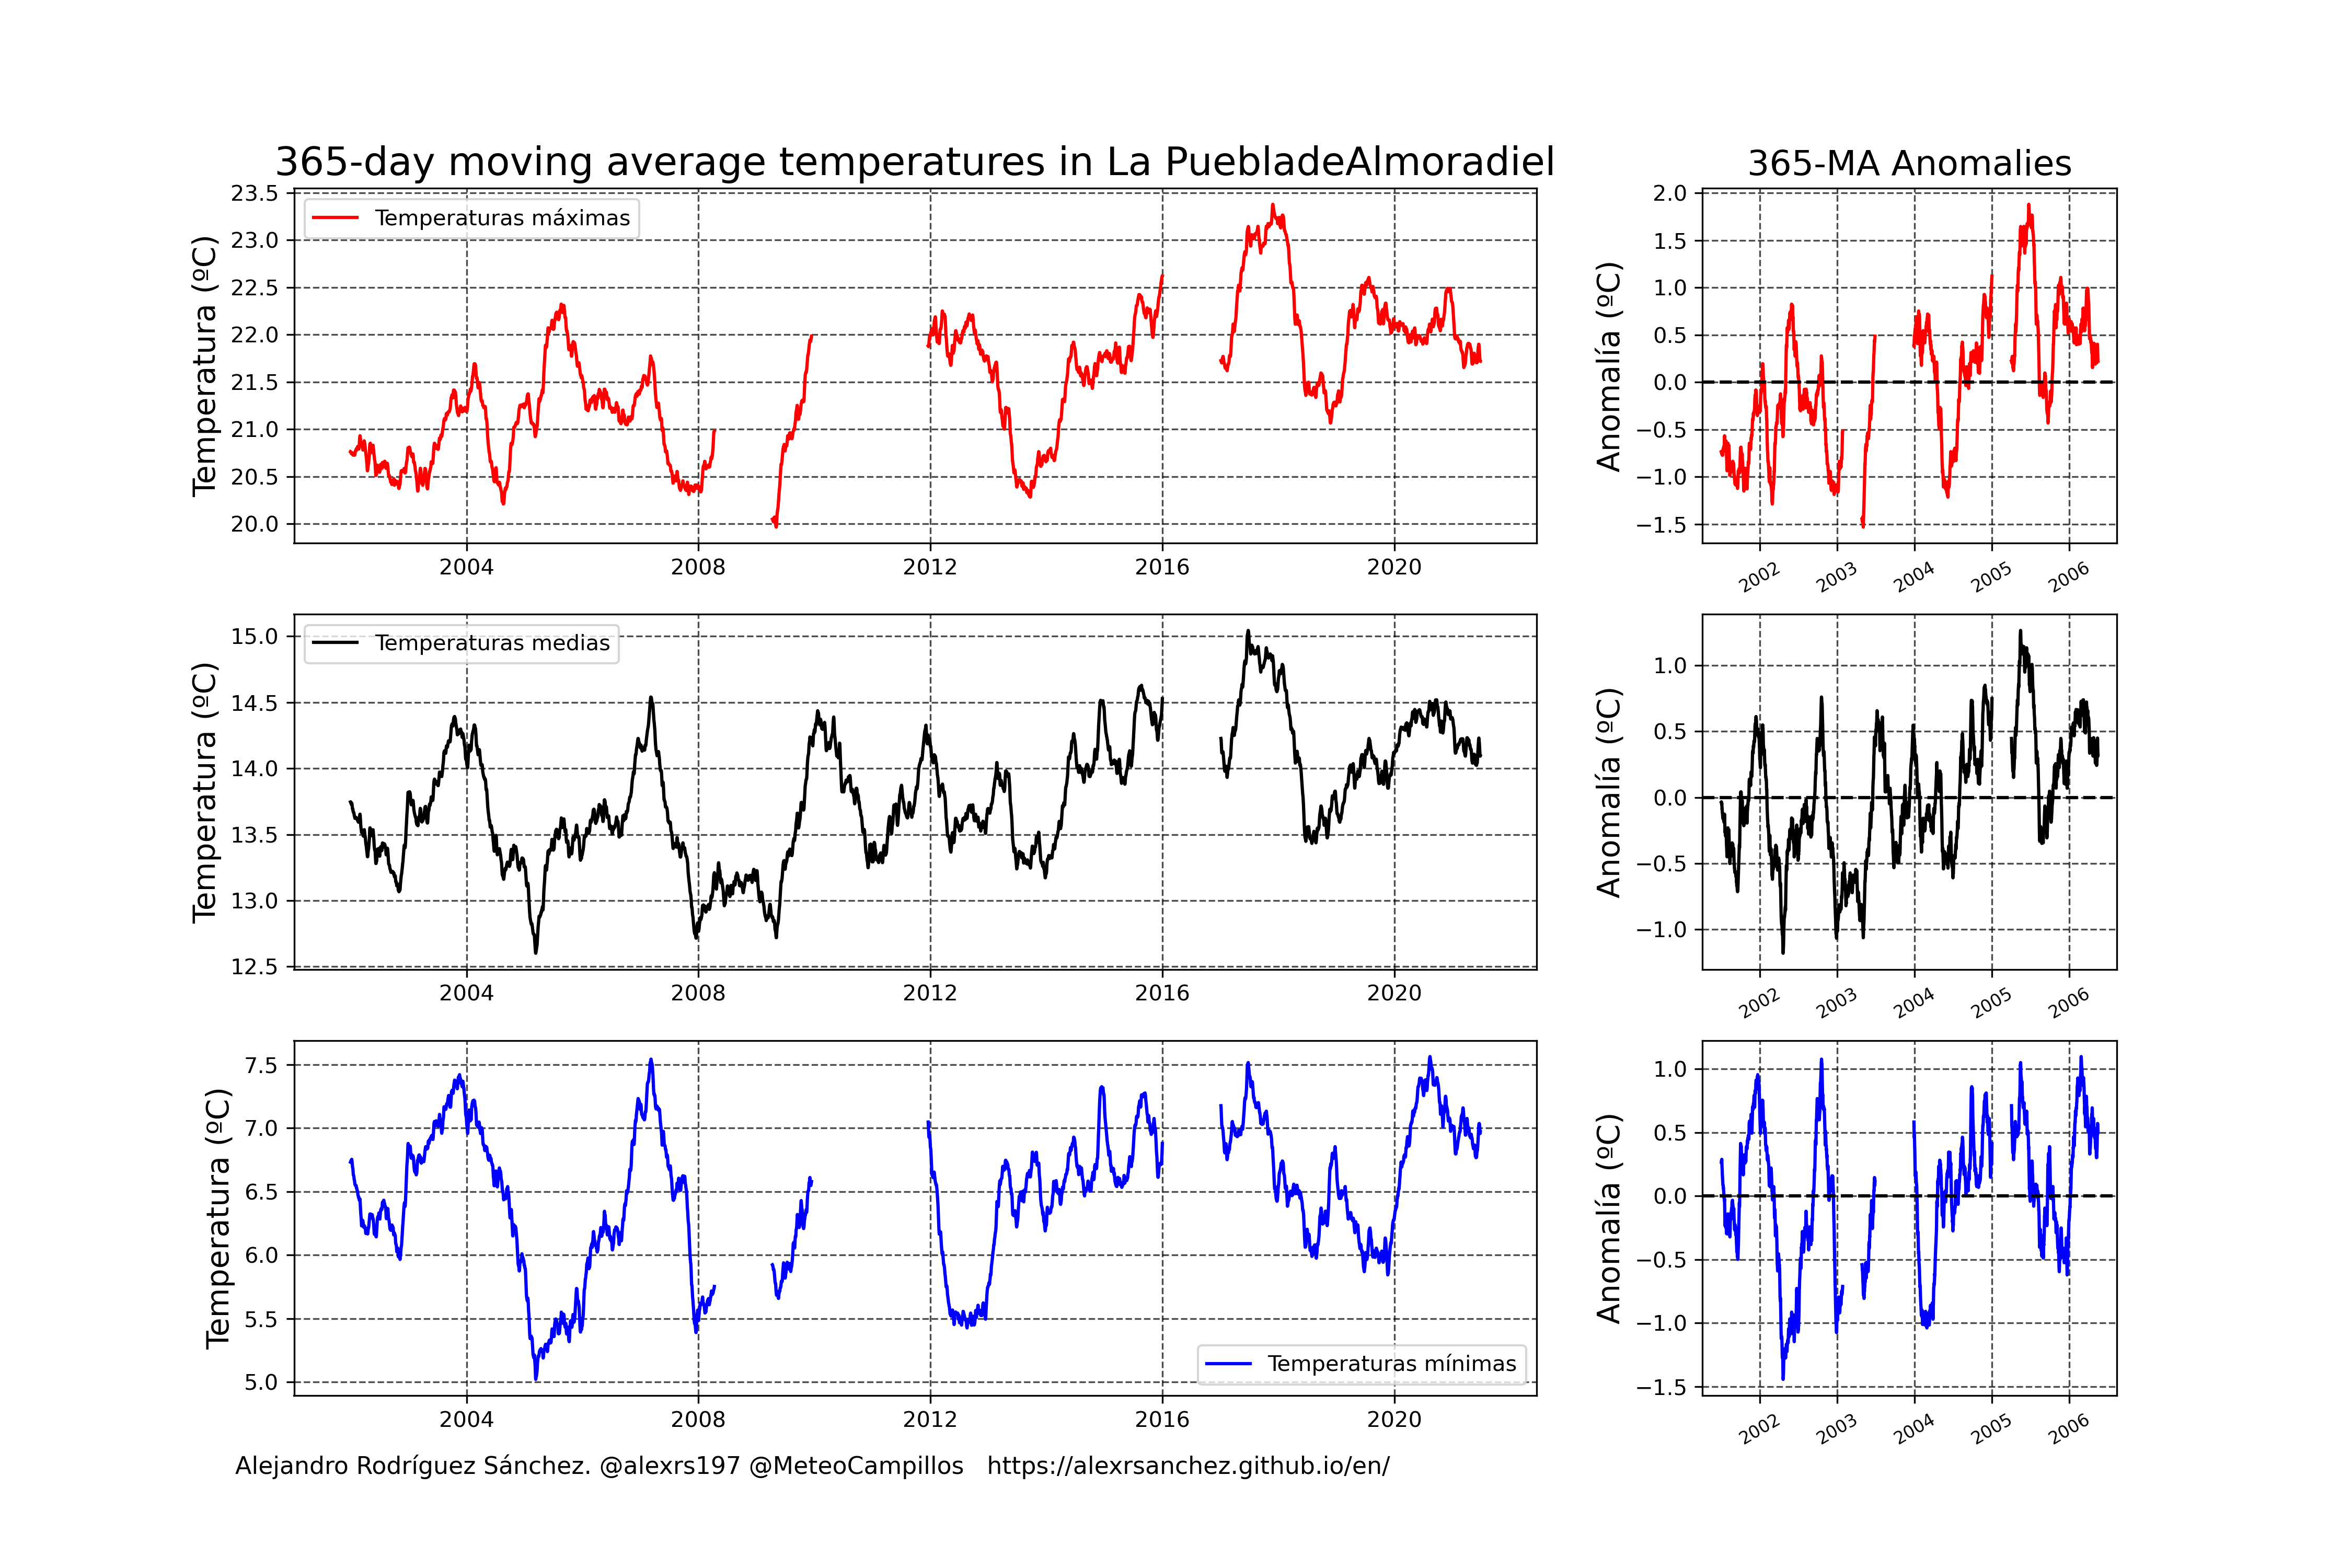 365-day moving average temperatures in La PuebladeAlmoradiel
365-MA Anomalies
Temperatura (ºC)
23.5
23.0
22.5
22.0
21.5
21.0
20.5
20.0
Temperaturas máximas
2004 2008 2012 2016 2020
Anomalía (ºC)
2.0
1.5
1.0
0.5
0.0
−0.5
−1.0
−1.5
2002 2003 2004 2005 2006
Temperatura (ºC)
15.0
14.5
14.0
13.5
13.0
12.5
Temperaturas medias
2004 2008 2012 2016 2020
Anomalía (ºC)
1.0
0.5
0.0
−0.5
−1.0
2002 2003 2004 2005 2006
Temperatura (ºC)
7.5
7.0
6.5
6.0
5.5
5.0
Temperaturas mínimas
2004 2008 2012 2016 2020
Anomalía (ºC)
1.0
0.5
0.0
−0.5
−1.0
−1.5
2002 2003 2004 2005 2006
Alejandro Rodríguez Sánchez. @alexrs197 @MeteoCampillos   https://alexrsanchez.github.io/en/